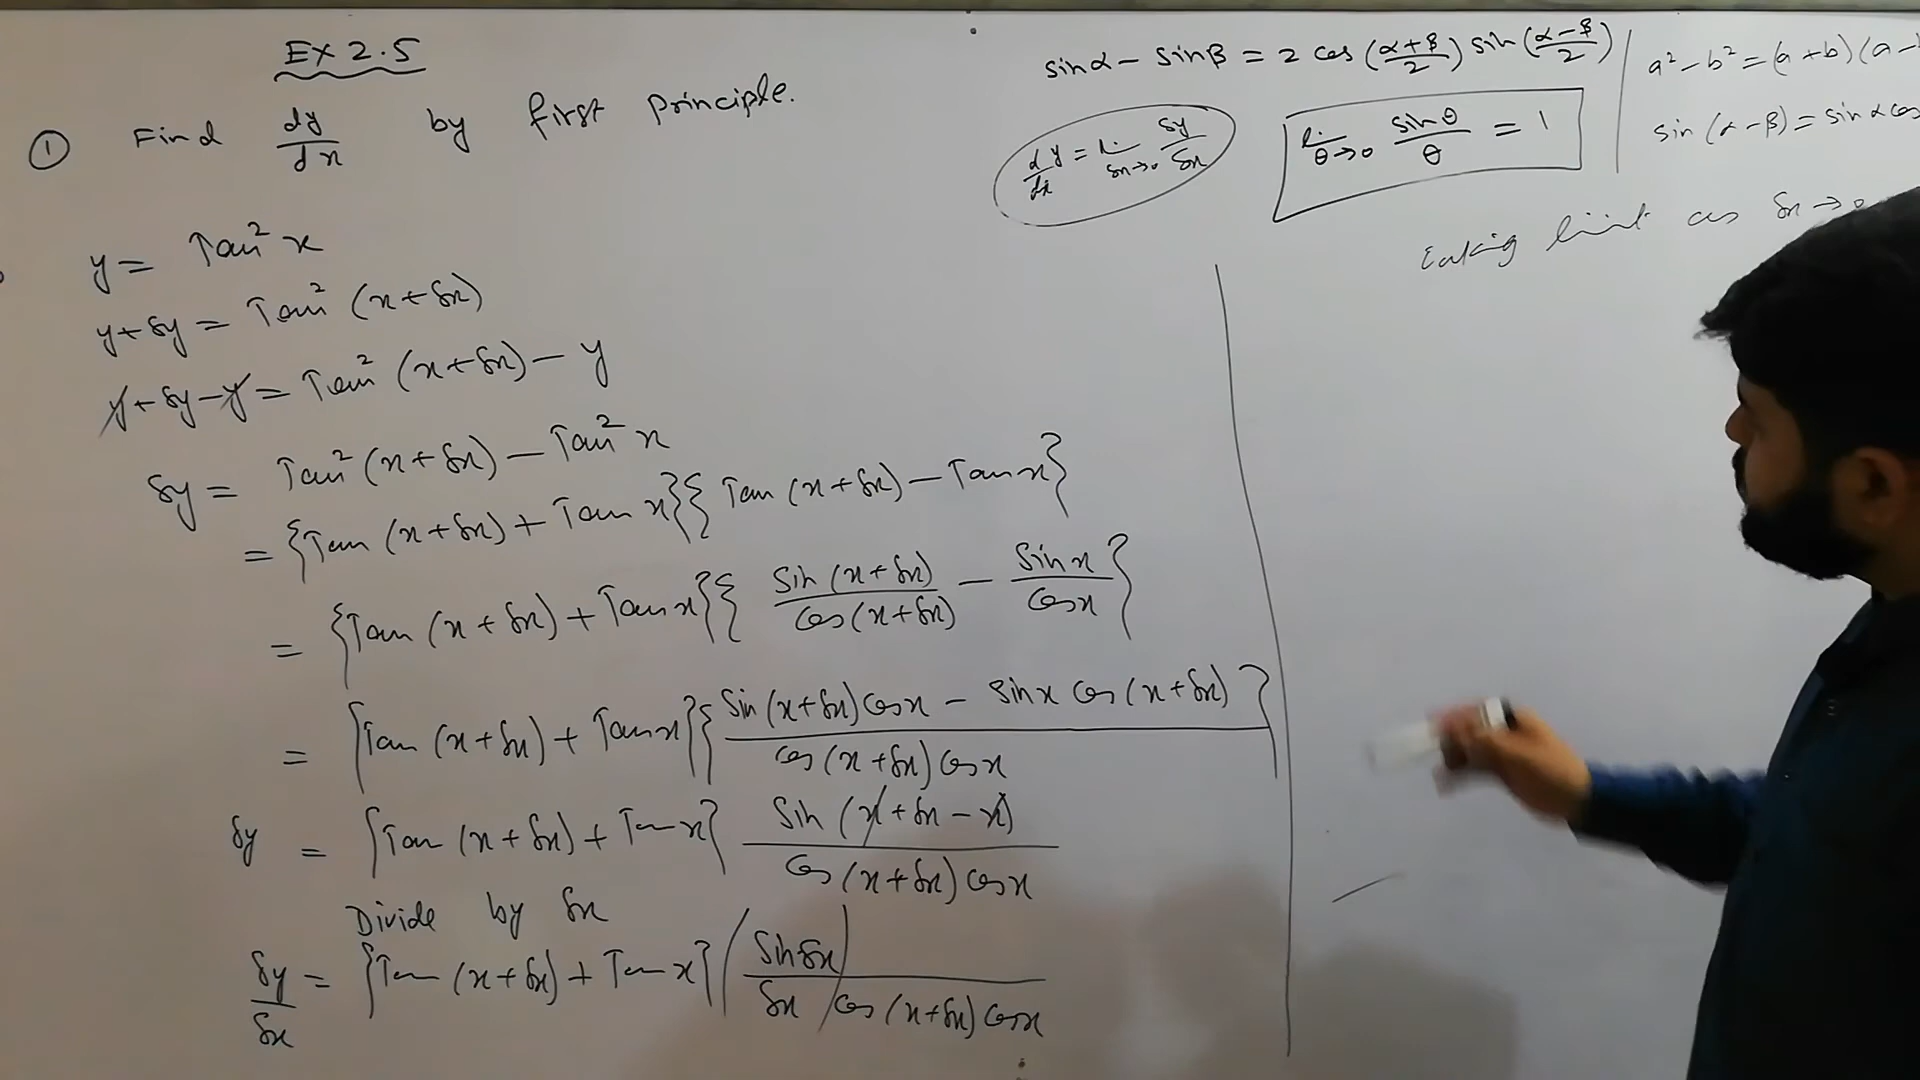 EX 2.5
① Find dy/dx by first principle.
y = Tan² x
y + δy = Tan² (x + δx)
y + δy − y = Tan² (x + δx) − y
δy = Tan² (x + δx) − Tan² x
= {Tan (x + δx) + Tan x}{Tan (x + δx) − Tan x}
= {Tan (x + δx) + Tan x}{Sin (x + δx)/Cos (x + δx) − Sin x/Cos x}
= {Tan (x + δx) + Tan x}{Sin (x + δx) Cos x − Sin x Cos (x + δx)/Cos (x + δx) Cos x}
δy = {Tan (x + δx) + Tan x} Sin (x + δx − x)/Cos (x + δx) Cos x
Divide by δx
δy/δx = {Tan (x + δx) + Tan x} (Sin δx/δx) /Cos (x + δx) Cos x
sin α − sin β = 2 cos (α + β/2) sin (α − β/2)
dy/dx = li δx → 0 δy/δx
li θ → 0 sin θ/θ = 1
a² − b² = (a + b) (a −
sin (α − β) = sin α cos
taking limit as δx → 0